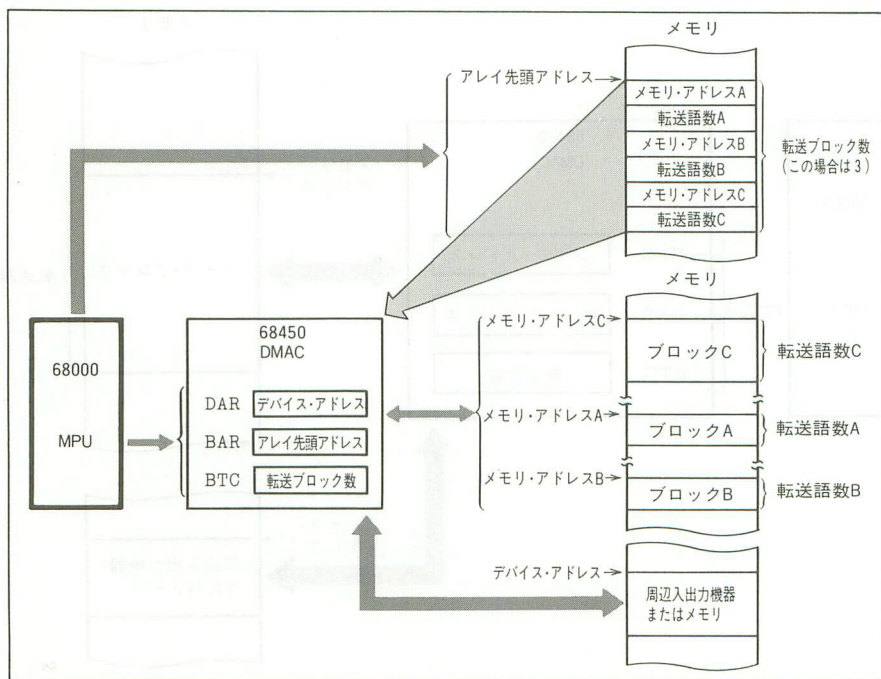 メモリ
アレイ先頭アドレス
メモリ・アドレスA
転送語数A
メモリ・アドレスB
転送語数B
メモリ・アドレスC
転送語数C
転送ブロック数
(この場合は3)
メモリ
68000
MPU
68450
DMAC
DAR デバイス・アドレス
BAR アレイ先頭アドレス
BTC 転送ブロック数
メモリ・アドレスC
ブロックC
転送語数C
メモリ・アドレスA
ブロックA
転送語数A
メモリ・アドレスB
ブロックB
転送語数B
デバイス・アドレス
周辺入出力機器
またはメモリ